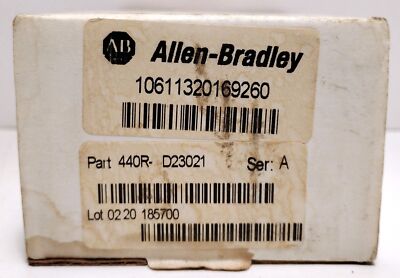 AB
Allen-Bradley
10611320169260
Part 440R- D23021 Ser: A
Lot 02 20 185700